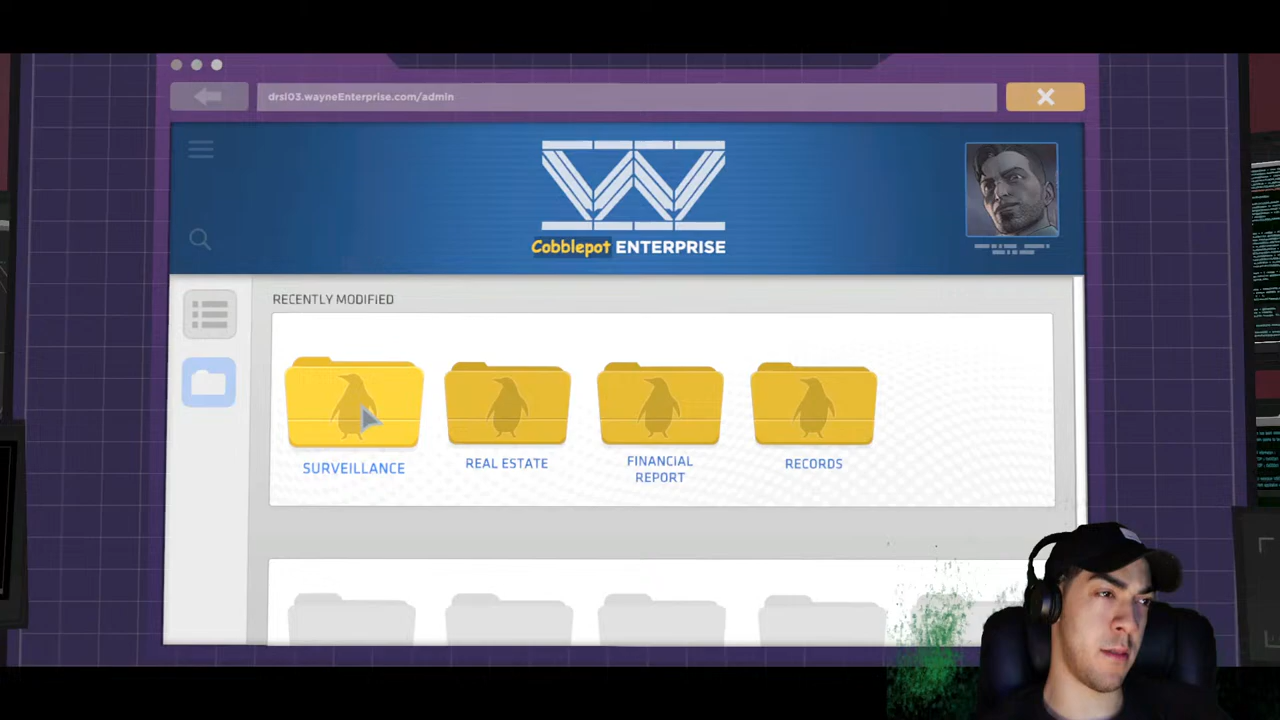 drsl03.wayneEnterprise.com/admin
Cobblepot ENTERPRISE
RECENTLY MODIFIED
SURVEILLANCE
REAL ESTATE
FINANCIAL
REPORT
RECORDS